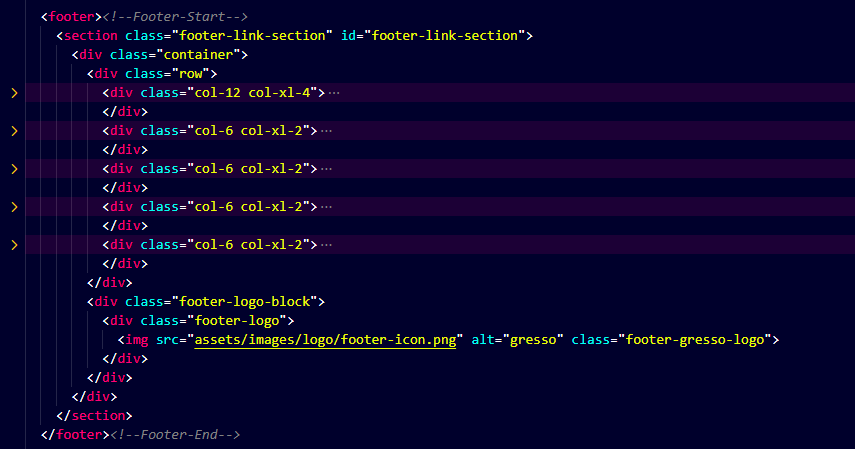 <footer><!--Footer-Start-->
<section class="footer-link-section" id="footer-link-section">
<div class="container">
<div class="row">
<div class="col-12 col-xl-4">...
</div>
<div class="col-6 col-xl-2">...
</div>
<div class="col-6 col-xl-2">...
</div>
<div class="col-6 col-xl-2">...
</div>
<div class="col-6 col-xl-2">...
</div>
</div>
<div class="footer-logo-block">
<div class="footer-logo">
<img src="assets/images/logo/footer-icon.png" alt="gresso" class="footer-gresso-logo">
</div>
</div>
</div>
</section>
</footer><!--Footer-End-->